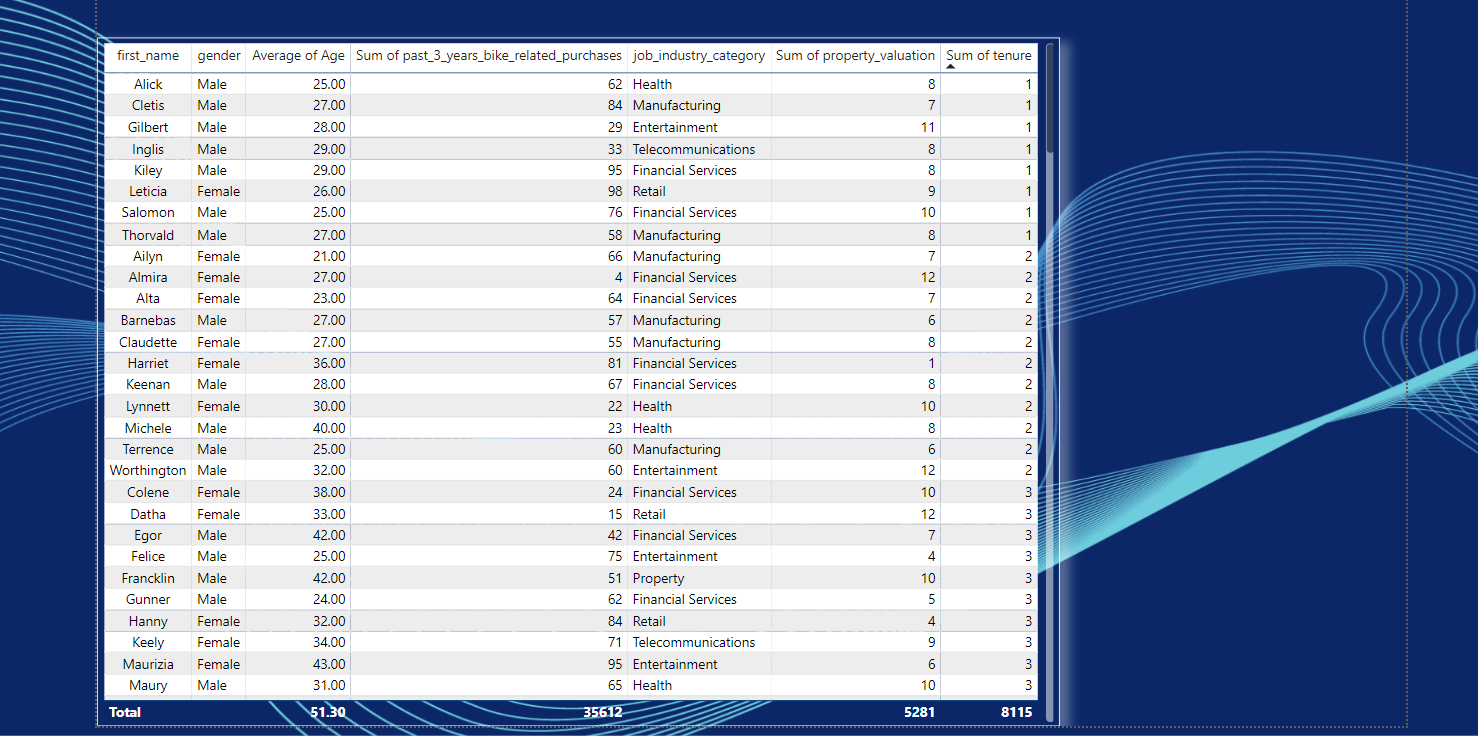 first_name gender Average of Age Sum of past_3_years_bike_related_purchases job_industry_category Sum of property_valuation Sum of tenure
Alick Male 25.00 62 Health 8 1
Cletis Male 27.00 84 Manufacturing 7 1
Gilbert Male 28.00 29 Entertainment 11 1
Inglis Male 29.00 33 Telecommunications 8 1
Kiley Male 29.00 95 Financial Services 8 1
Leticia Female 26.00 98 Retail 9 1
Salomon Male 25.00 76 Financial Services 10 1
Thorvald Male 27.00 58 Manufacturing 8 1
Ailyn Female 21.00 66 Manufacturing 7 2
Almira Female 27.00 4 Financial Services 12 2
Alta Female 23.00 64 Financial Services 7 2
Barnebas Male 27.00 57 Manufacturing 6 2
Claudette Female 27.00 55 Manufacturing 8 2
Harriet Female 36.00 81 Financial Services 1 2
Keenan Male 28.00 67 Financial Services 8 2
Lynnett Female 30.00 22 Health 10 2
Michele Male 40.00 23 Health 8 2
Terrence Male 25.00 60 Manufacturing 6 2
Worthington Male 32.00 60 Entertainment 12 2
Colene Female 38.00 24 Financial Services 10 3
Datha Female 33.00 15 Retail 12 3
Egor Male 42.00 42 Financial Services 7 3
Felice Male 25.00 75 Entertainment 4 3
Francklin Male 42.00 51 Property 10 3
Gunner Male 24.00 62 Financial Services 5 3
Hanny Female 32.00 84 Retail 4 3
Keely Female 34.00 71 Telecommunications 9 3
Maurizia Female 43.00 95 Entertainment 6 3
Maury Male 31.00 65 Health 10 3
Total 51.30 35612 5281 8115